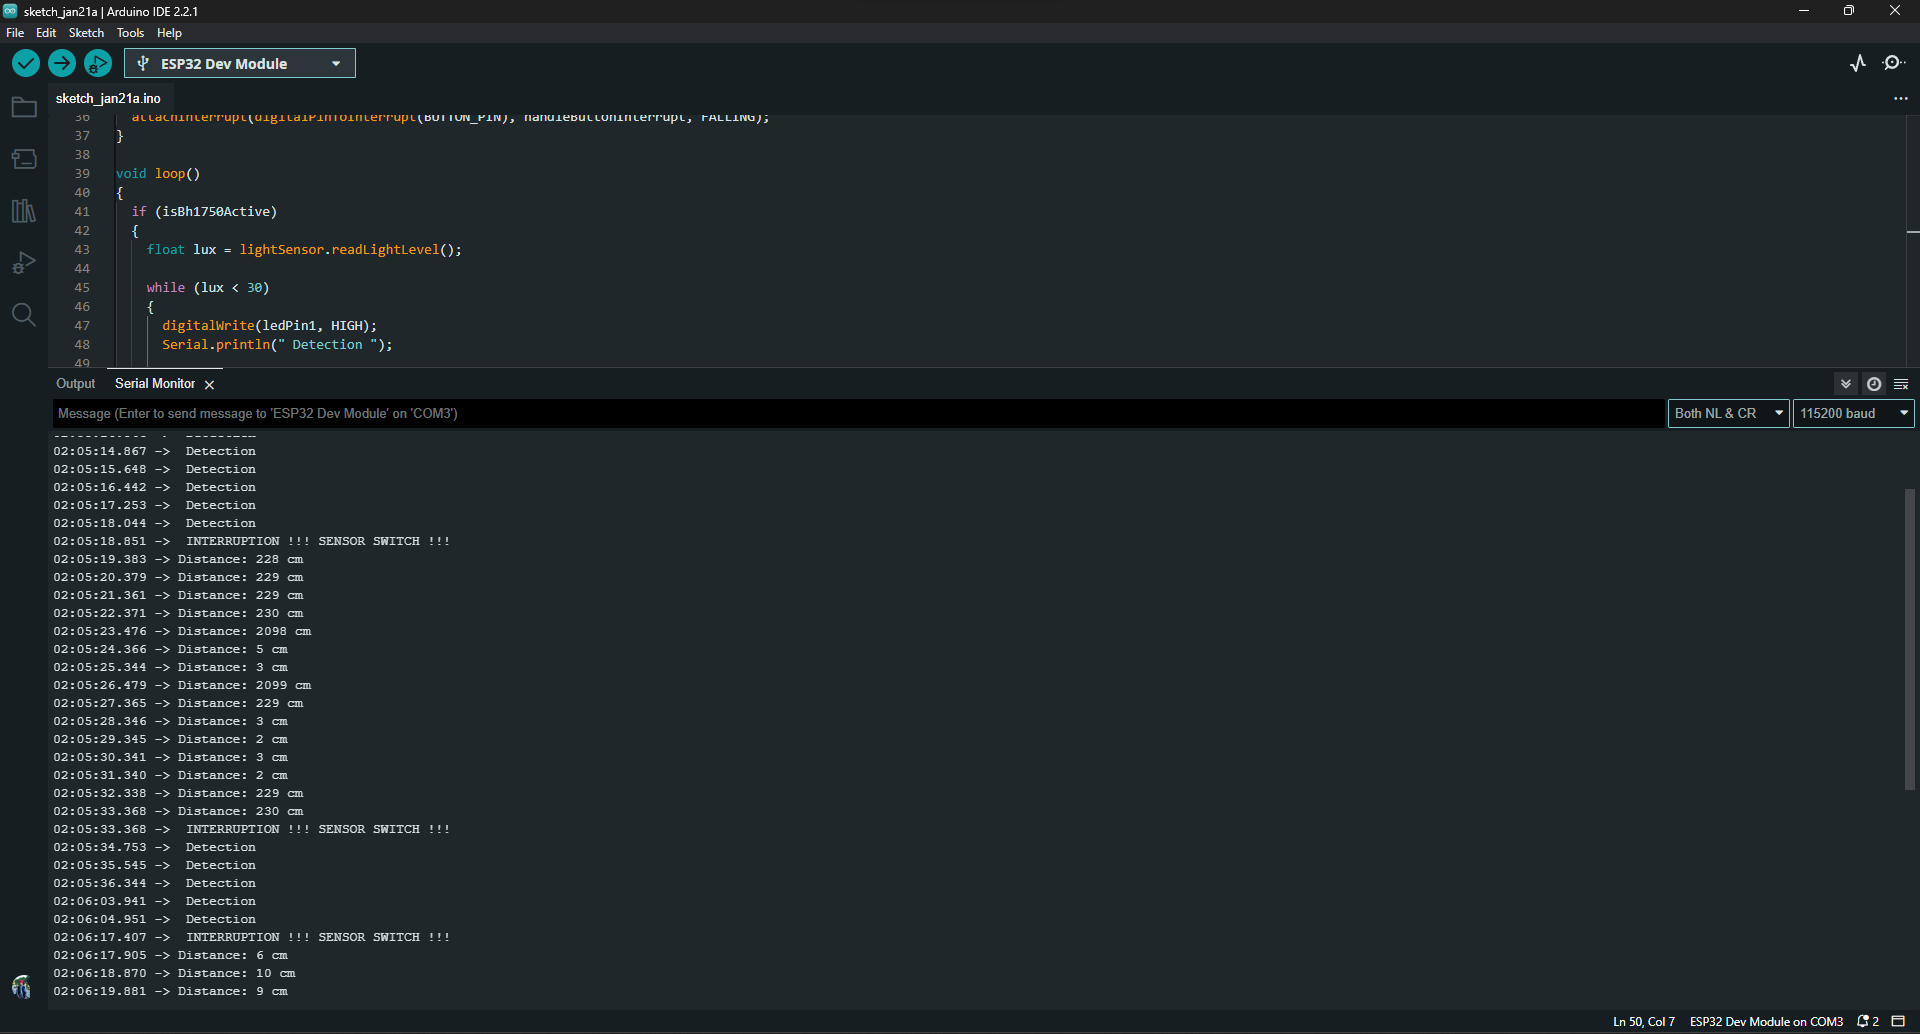 sketch_jan21a | Arduino IDE 2.2.1
File Edit Sketch Tools Help
ESP32 Dev Module
sketch_jan21a.ino
36 attachInterrupt(digitalPinToInterrupt(BUTTON_PIN), handleButtonInterrupt, FALLING);
37 }
38
39 void loop()
40 {
41 if (isBh1750Active)
42 {
43 float lux = lightSensor.readLightLevel();
44
45 while (lux < 30)
46 {
47 digitalWrite(ledPin1, HIGH);
48 Serial.println(" Detection ");
49
Output Serial Monitor
Message (Enter to send message to 'ESP32 Dev Module' on 'COM3')
Both NL & CR
115200 baud
02:05:14.867 -> Detection
02:05:15.648 -> Detection
02:05:16.442 -> Detection
02:05:17.253 -> Detection
02:05:18.044 -> Detection
02:05:18.851 -> INTERRUPTION !!! SENSOR SWITCH !!!
02:05:19.383 -> Distance: 228 cm
02:05:20.379 -> Distance: 229 cm
02:05:21.361 -> Distance: 229 cm
02:05:22.371 -> Distance: 230 cm
02:05:23.476 -> Distance: 2098 cm
02:05:24.366 -> Distance: 5 cm
02:05:25.344 -> Distance: 3 cm
02:05:26.479 -> Distance: 2099 cm
02:05:27.365 -> Distance: 229 cm
02:05:28.346 -> Distance: 3 cm
02:05:29.345 -> Distance: 2 cm
02:05:30.341 -> Distance: 3 cm
02:05:31.340 -> Distance: 2 cm
02:05:32.338 -> Distance: 229 cm
02:05:33.368 -> Distance: 230 cm
02:05:33.368 -> INTERRUPTION !!! SENSOR SWITCH !!!
02:05:34.753 -> Detection
02:05:35.545 -> Detection
02:05:36.344 -> Detection
02:06:03.941 -> Detection
02:06:04.951 -> Detection
02:06:17.407 -> INTERRUPTION !!! SENSOR SWITCH !!!
02:06:17.905 -> Distance: 6 cm
02:06:18.870 -> Distance: 10 cm
02:06:19.881 -> Distance: 9 cm
Ln 50, Col 7 ESP32 Dev Module on COM3 2